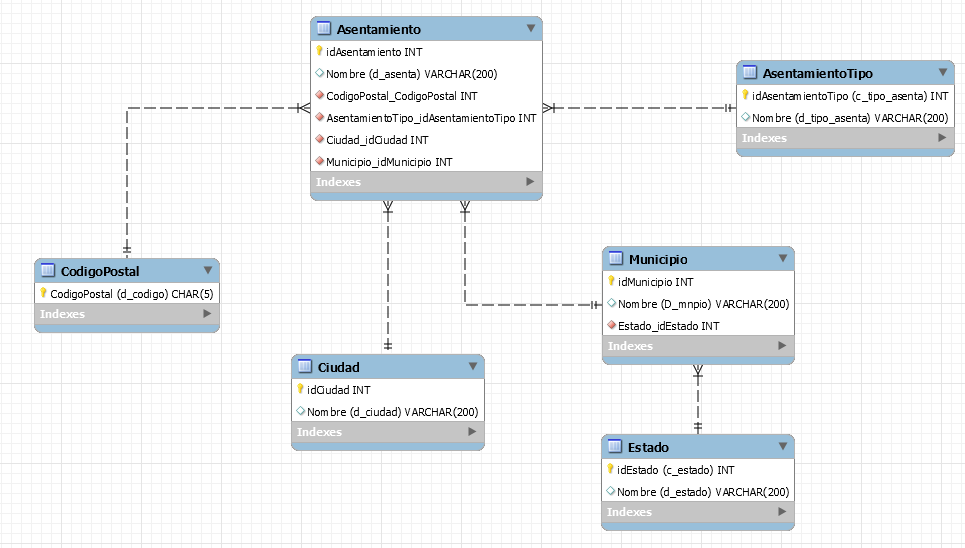 Asentamiento
idAsentamiento INT
Nombre (d_asenta) VARCHAR(200)
CodigoPostal_CodigoPostal INT
AsentamientoTipo_idAsentamientoTipo INT
Ciudad_idCiudad INT
Municipio_idMunicipio INT
Indexes
AsentamientoTipo
idAsentamientoTipo (c_tipo_asenta) INT
Nombre (d_tipo_asenta) VARCHAR(200)
Indexes
CodigoPostal
CodigoPostal (d_codigo) CHAR(5)
Indexes
Municipio
idMunicipio INT
Nombre (D_mnpio) VARCHAR(200)
Estado_idEstado INT
Indexes
Ciudad
idCiudad INT
Nombre (d_ciudad) VARCHAR(200)
Indexes
Estado
idEstado (c_estado) INT
Nombre (d_estado) VARCHAR(200)
Indexes